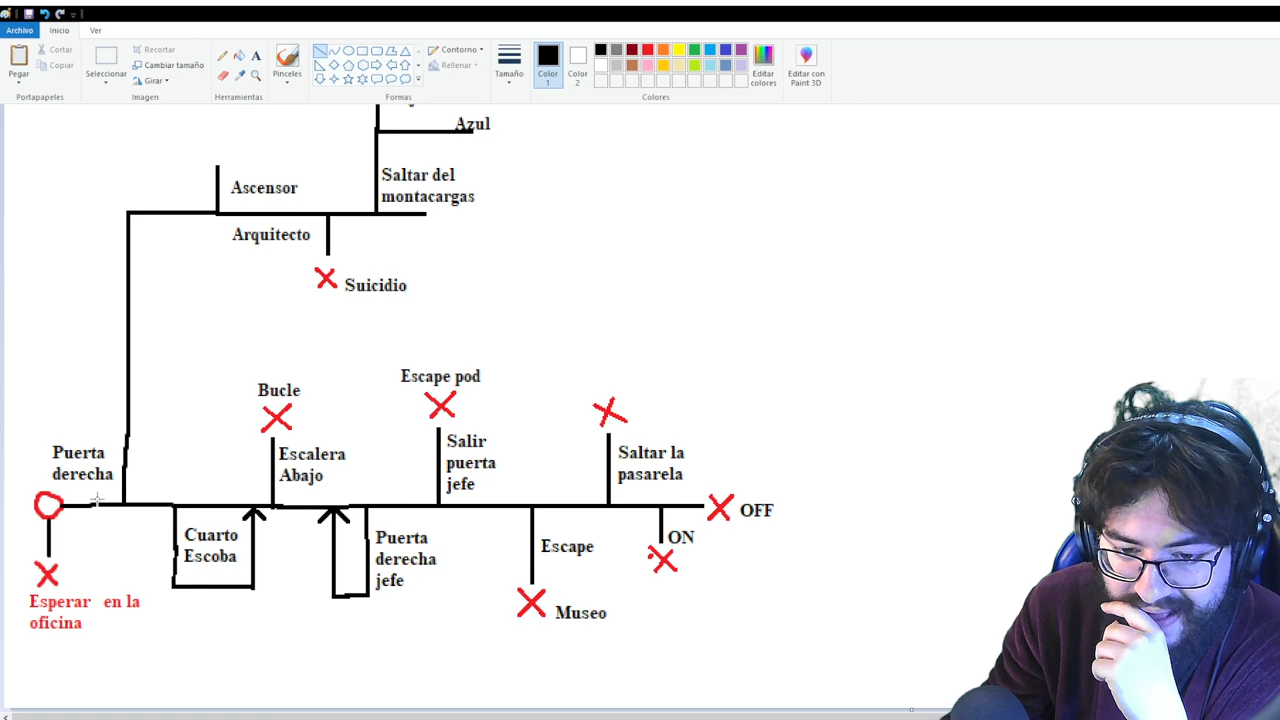 Archivo
Inicio
Ver
Pegar
Cortar
Copiar
Portapapeles
Seleccionar
Recortar
Cambiar tamaño
Girar
Imagen
A
Herramientas
Pinceles
Contorno
Rellenar
Formas
Tamaño
Color 1
Color 2
Editar colores
Colores
Editar con Paint 3D
Azul
Saltar del
montacargas
Ascensor
Arquitecto
Suicidio
Escape pod
Bucle
Puerta
derecha
Escalera
Abajo
Salir
puerta
jefe
Saltar la
pasarela
OFF
Cuarto
Escoba
Puerta
derecha
jefe
Escape
ON
Esperar en la
oficina
Museo